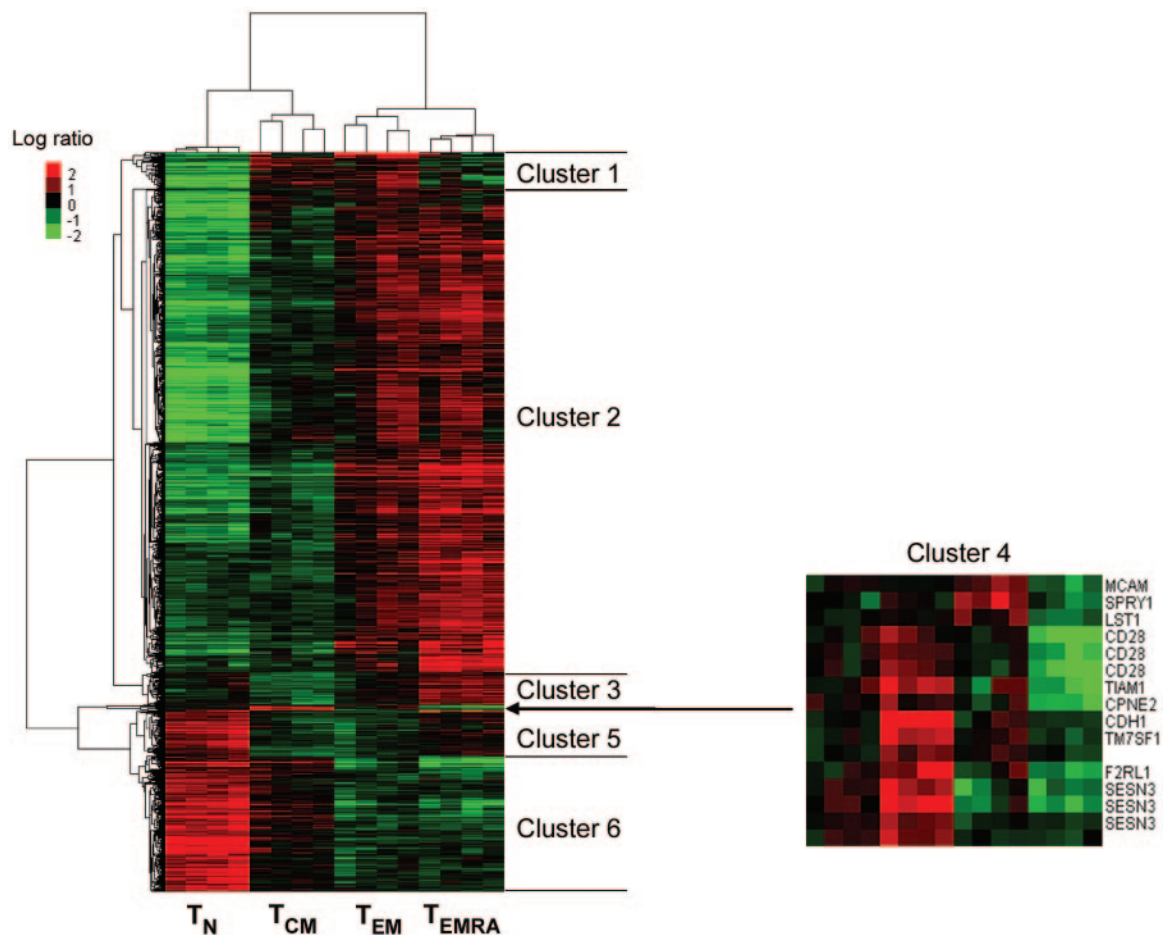 Log ratio
2
1
0
-1
-2
Cluster 1
Cluster 2
Cluster 3
Cluster 5
Cluster 6
TN TCM TEM TEMRA
Cluster 4
MCAM
SPRY1
LST1
CD28
CD28
CD28
TIAM1
CPNE2
CDH1
TM7SF1
F2RL1
SESN3
SESN3
SESN3